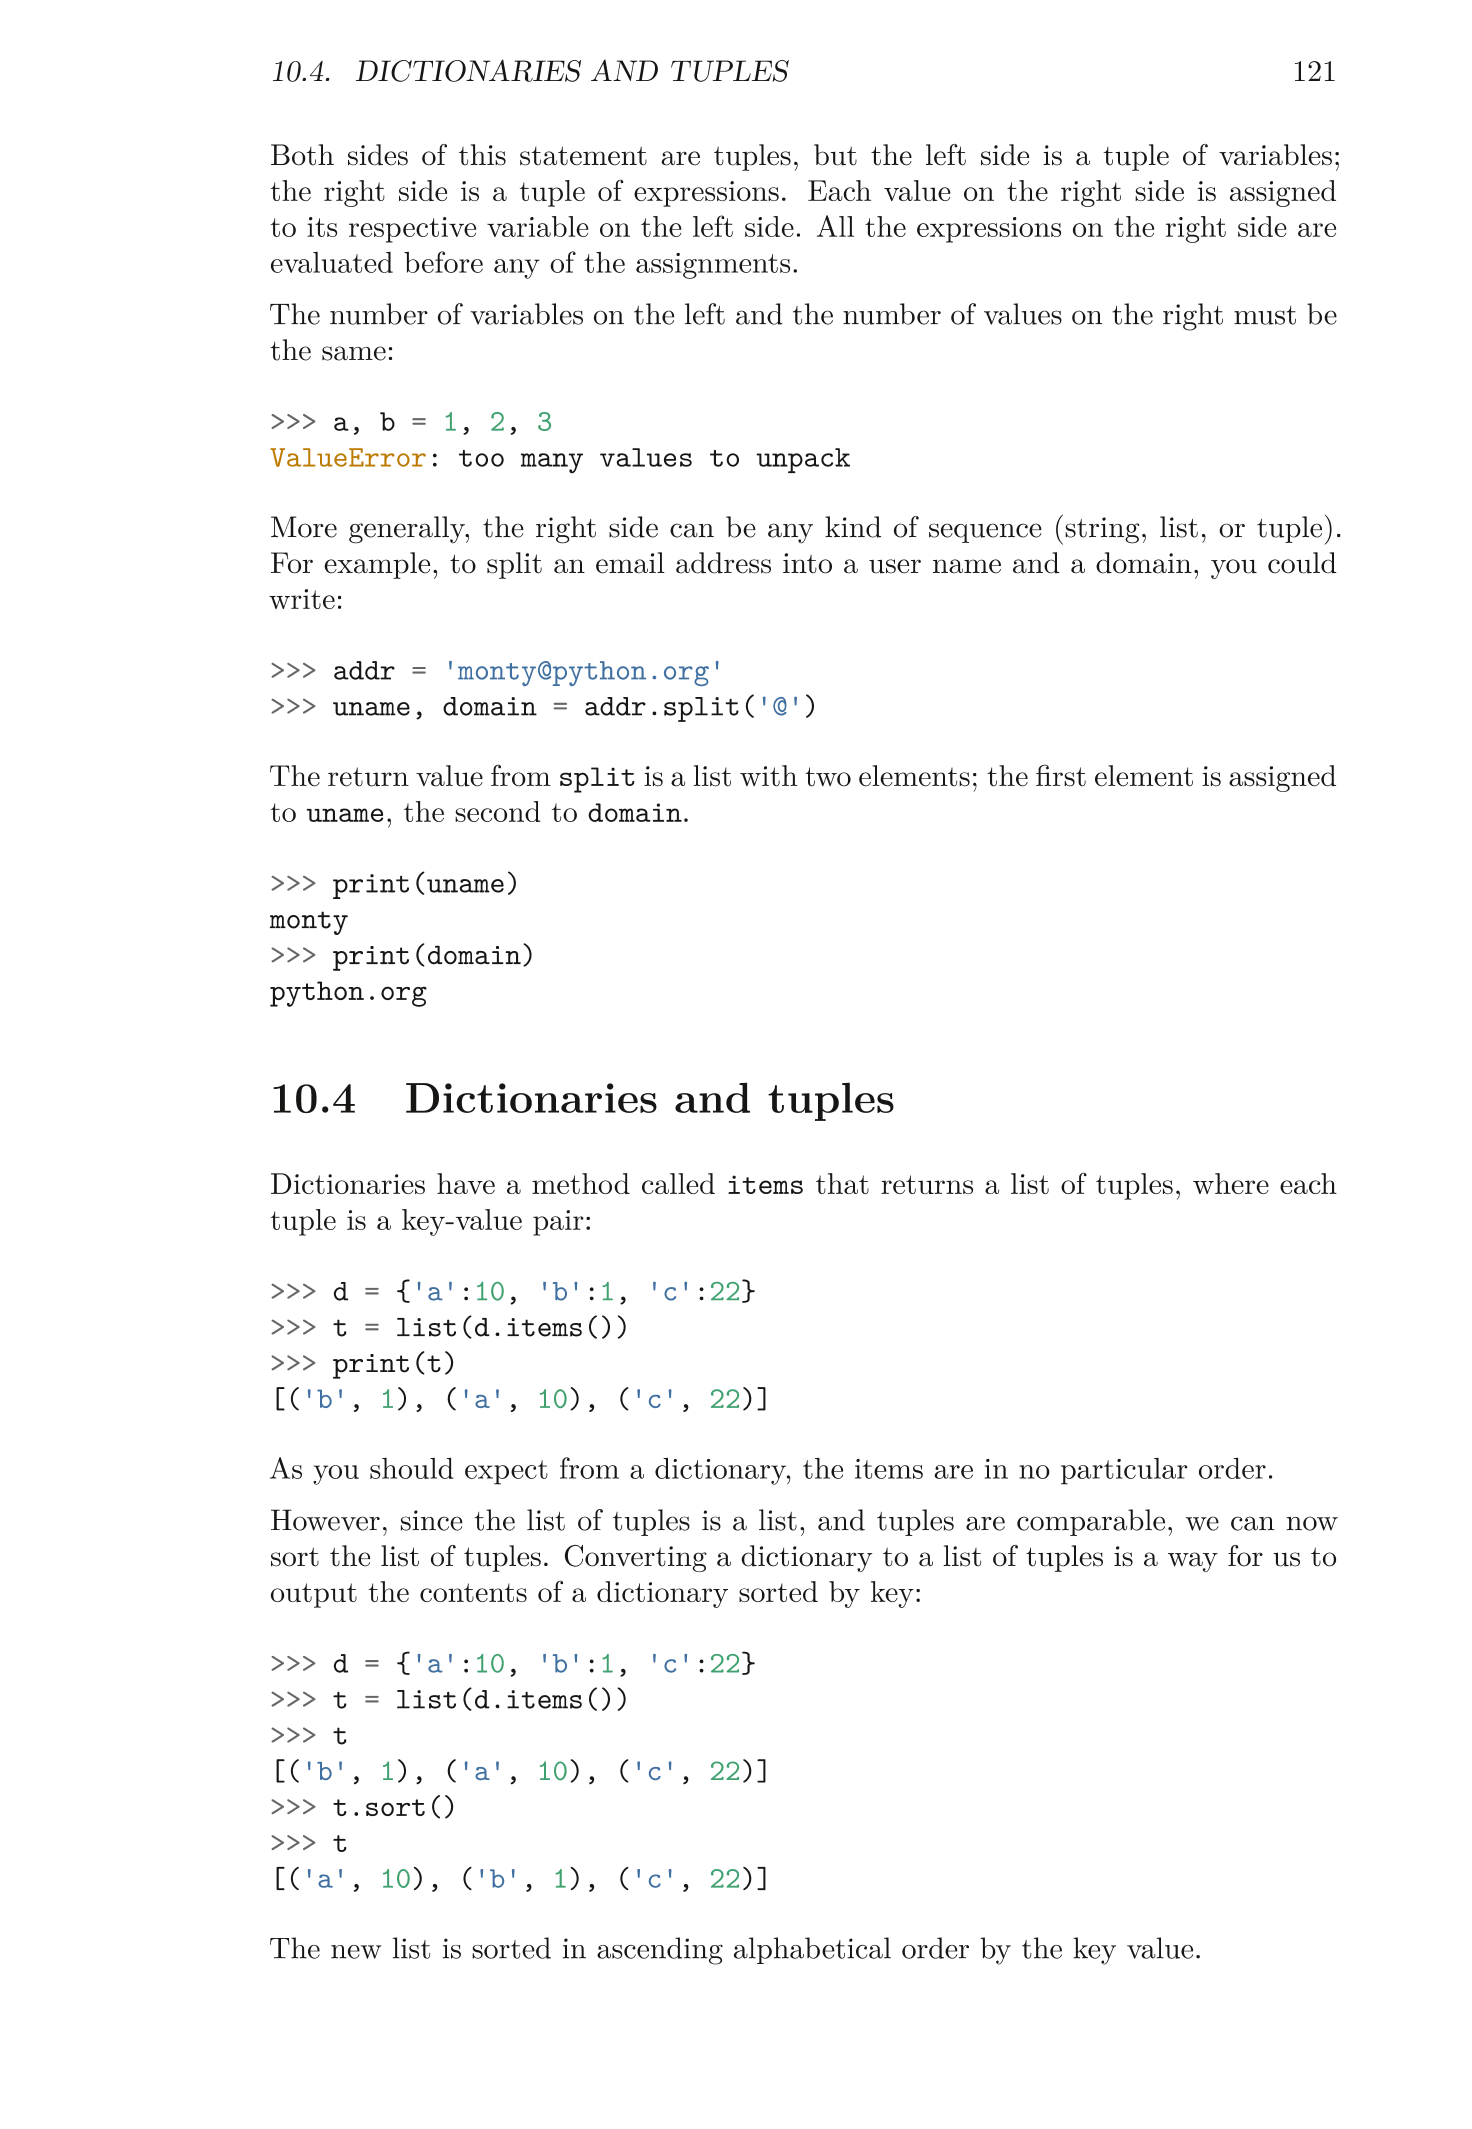 10.4. DICTIONARIES AND TUPLES 121
Both sides of this statement are tuples, but the left side is a tuple of variables;
the right side is a tuple of expressions. Each value on the right side is assigned
to its respective variable on the left side. All the expressions on the right side are
evaluated before any of the assignments.
The number of variables on the left and the number of values on the right must be
the same:
>>> a, b = 1, 2, 3
ValueError: too many values to unpack
More generally, the right side can be any kind of sequence (string, list, or tuple).
For example, to split an email address into a user name and a domain, you could
write:
>>> addr = 'monty@python.org'
>>> uname, domain = addr.split('@')
The return value from split is a list with two elements; the first element is assigned
to uname, the second to domain.
>>> print(uname)
monty
>>> print(domain)
python.org
10.4 Dictionaries and tuples
Dictionaries have a method called items that returns a list of tuples, where each
tuple is a key-value pair:
>>> d = {'a':10, 'b':1, 'c':22}
>>> t = list(d.items())
>>> print(t)
[('b', 1), ('a', 10), ('c', 22)]
As you should expect from a dictionary, the items are in no particular order.
However, since the list of tuples is a list, and tuples are comparable, we can now
sort the list of tuples. Converting a dictionary to a list of tuples is a way for us to
output the contents of a dictionary sorted by key:
>>> d = {'a':10, 'b':1, 'c':22}
>>> t = list(d.items())
>>> t
[('b', 1), ('a', 10), ('c', 22)]
>>> t.sort()
>>> t
[('a', 10), ('b', 1), ('c', 22)]
The new list is sorted in ascending alphabetical order by the key value.